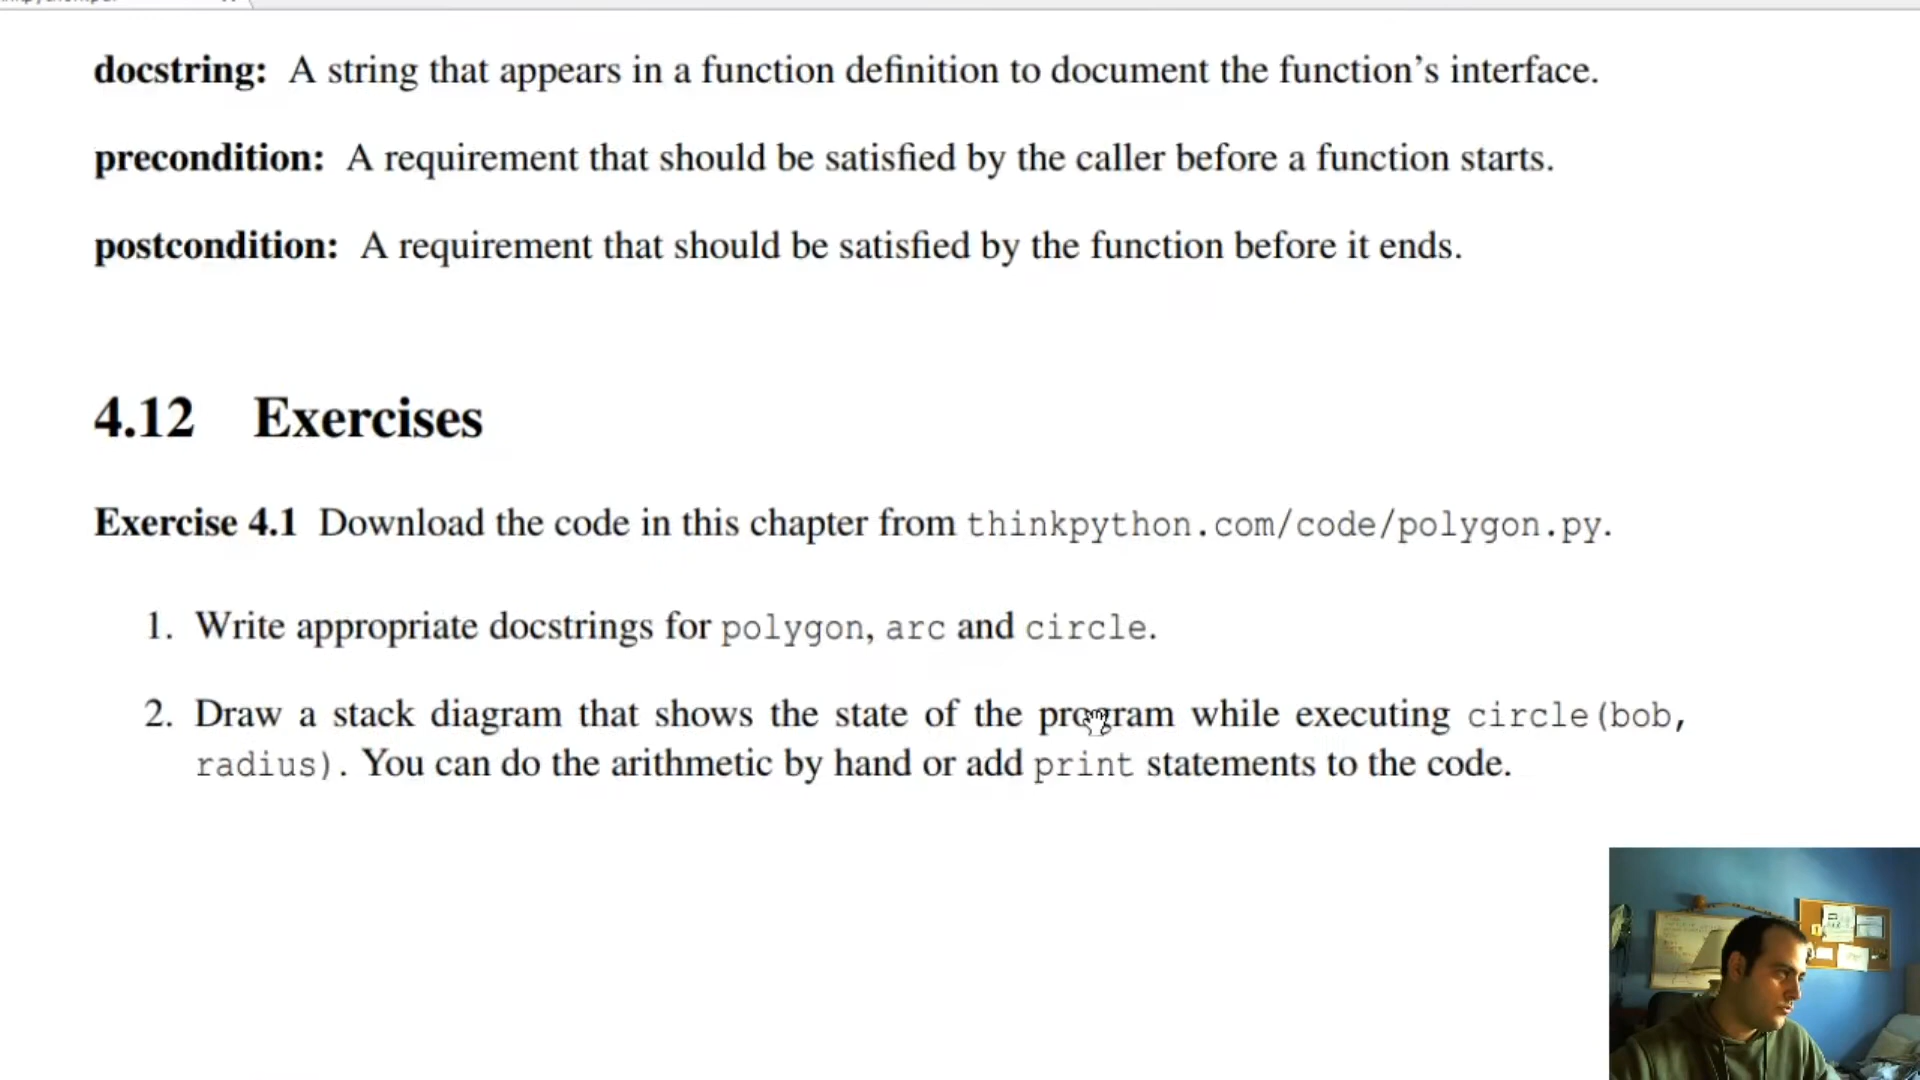 docstring: A string that appears in a function definition to document the function's interface.
precondition: A requirement that should be satisfied by the caller before a function starts.
postcondition: A requirement that should be satisfied by the function before it ends.
4.12 Exercises
Exercise 4.1 Download the code in this chapter from thinkpython.com/code/polygon.py.
1. Write appropriate docstrings for polygon, arc and circle.
2. Draw a stack diagram that shows the state of the program while executing circle(bob,
radius). You can do the arithmetic by hand or add print statements to the code.